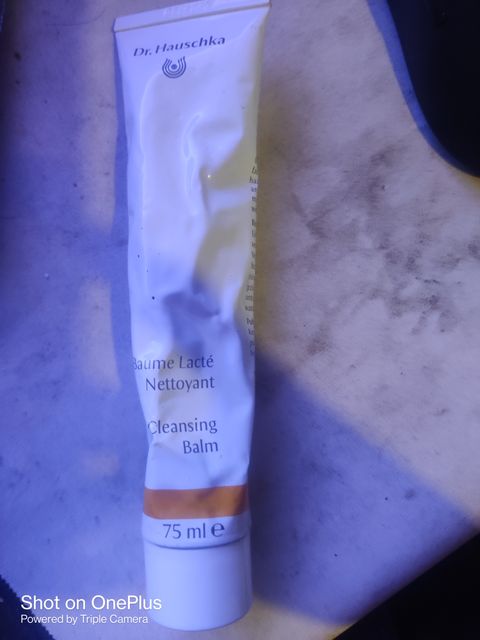 Dr. Hauschka
Baume Lacté
Nettoyant
Cleansing
Balm
75 ml e
Shot on OnePlus
Powered by Triple Camera